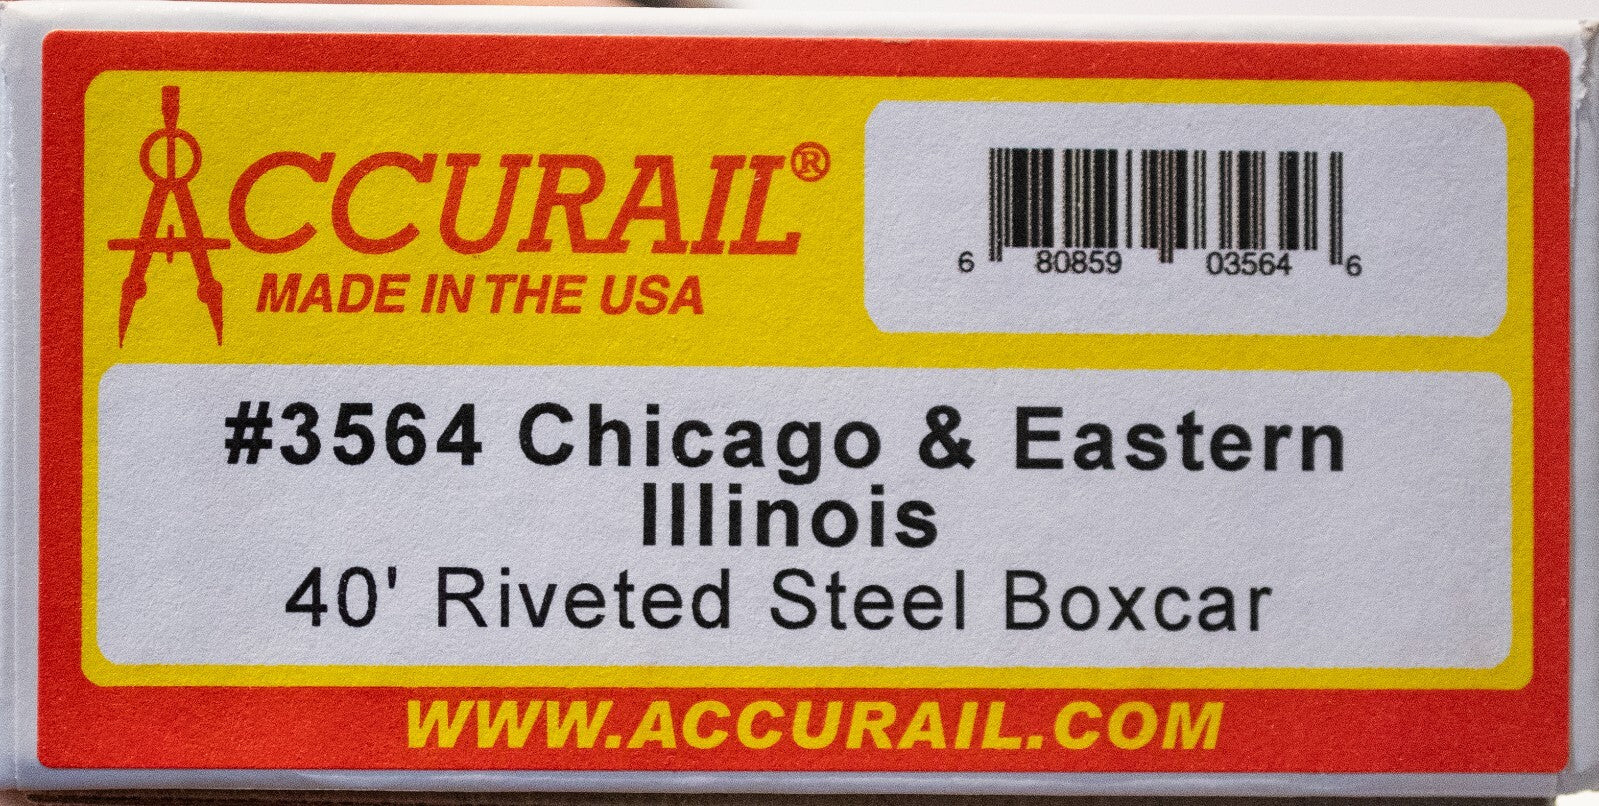 ACCURAIL®
MADE IN THE USA
6 80859 03564 6
#3564 Chicago & Eastern
Illinois
40' Riveted Steel Boxcar
WWW.ACCURAIL.COM